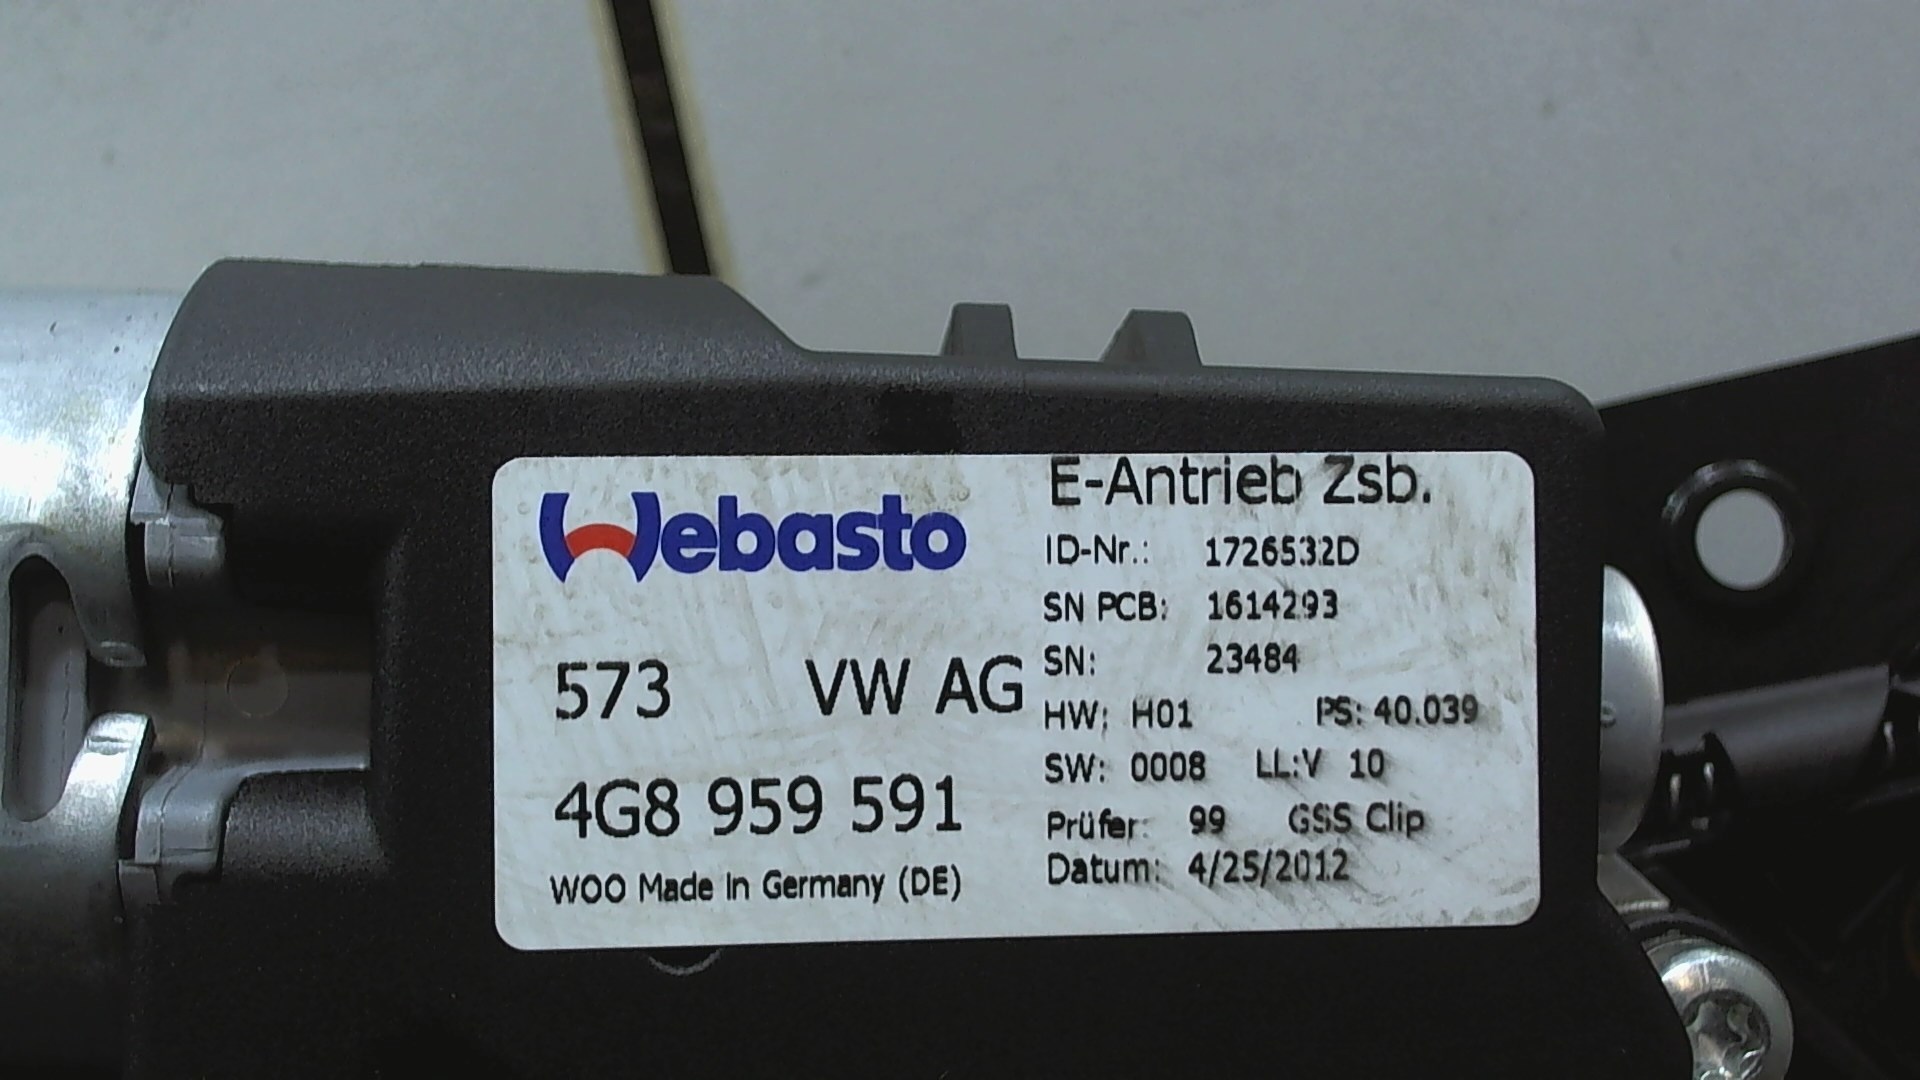 Webasto
573 VW AG
4G8 959 591
WOO Made in Germany (DE)
E-Antrieb Zsb.
ID-Nr.: 1726532D
SN PCB: 1614293
SN: 23484
HW: H01 PS: 40.039
SW: 0008 LL:V 10
Prüfer: 99 GSS Clip
Datum: 4/25/2012